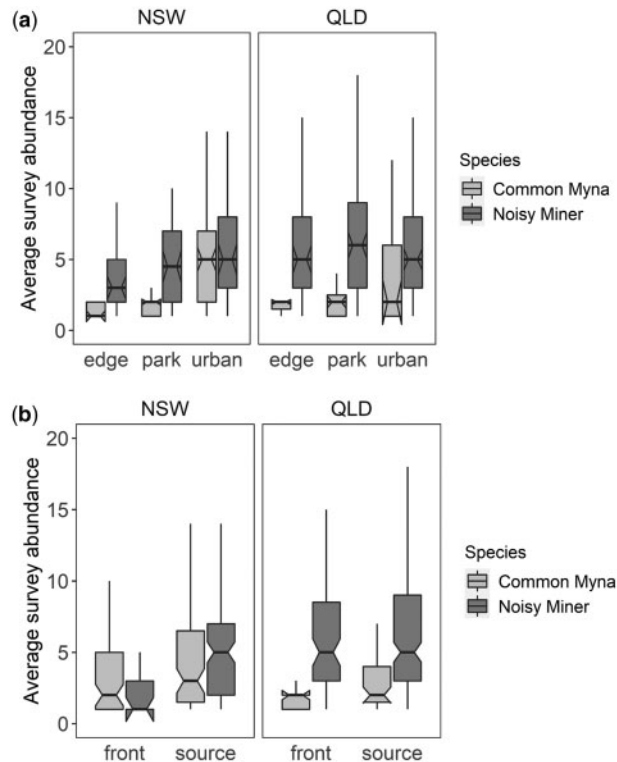 (a)
NSW QLD
Average survey abundance
20
15
10
5
0
edge park urban edge park urban
Species
Common Myna
Noisy Miner
(b)
NSW QLD
Average survey abundance
20
15
10
5
0
front source front source
Species
Common Myna
Noisy Miner